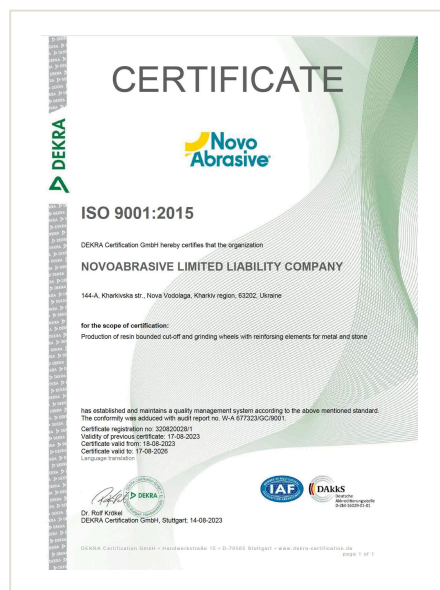 CERTIFICATE
DEKRA
Novo
Abrasive
ISO 9001:2015
DEKRA Certification GmbH hereby certifies that the organization
NOVOABRASIVE LIMITED LIABILITY COMPANY
144-A, Kharkivska str., Nova Vodolaga, Kharkiv region, 63202, Ukraine
for the scope of certification:
Production of resin bounded cut-off and grinding wheels with reinforsing elements for metal and stone
has established and maintains a quality management system according to the above mentioned standard.
The conformity was adduced with audit report no. W-A 677323/GC/9001.
Certificate registration no: 320820028/1
Validity of previous certificate: 17-08-2023
Certificate valid from: 18-08-2023
Certificate valid to: 17-08-2026
Language translation
DEKRA
IAF
DAkkS
Deutsche
Akkreditierungsstelle
Dr. Rolf Krökel
DEKRA Certification GmbH, Stuttgart; 14-08-2023
DEKRA Certification GmbH • Handwerkstraße 15 • D-70565 Stuttgart • www.dekra-certification.de
page 1 of 1